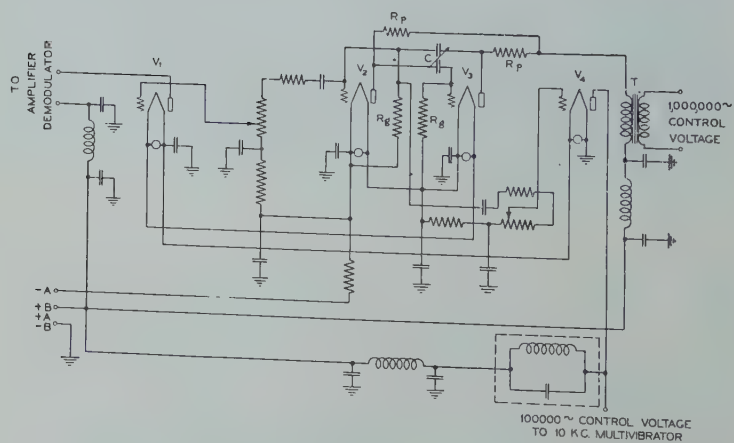 TO
AMPLIFIER
DEMODULATOR
V1
Rp
V2
C
V3
Rp
V4
T
1,000,000~
CONTROL
VOLTAGE
Rg
Rg
-A
+B
+A
-B
100000~ CONTROL VOLTAGE
TO 10 KC. MULTIVIBRATOR